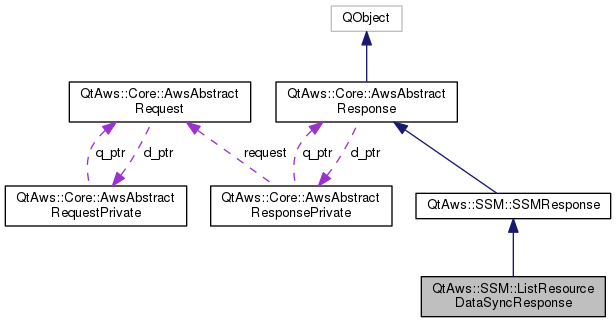 QObject
QtAws::Core::AwsAbstract
Request
QtAws::Core::AwsAbstract
Response
q_ptr
d_ptr
request
q_ptr
d_ptr
QtAws::Core::AwsAbstract
RequestPrivate
QtAws::Core::AwsAbstract
ResponsePrivate
QtAws::SSM::SSMResponse
QtAws::SSM::ListResource
DataSyncResponse